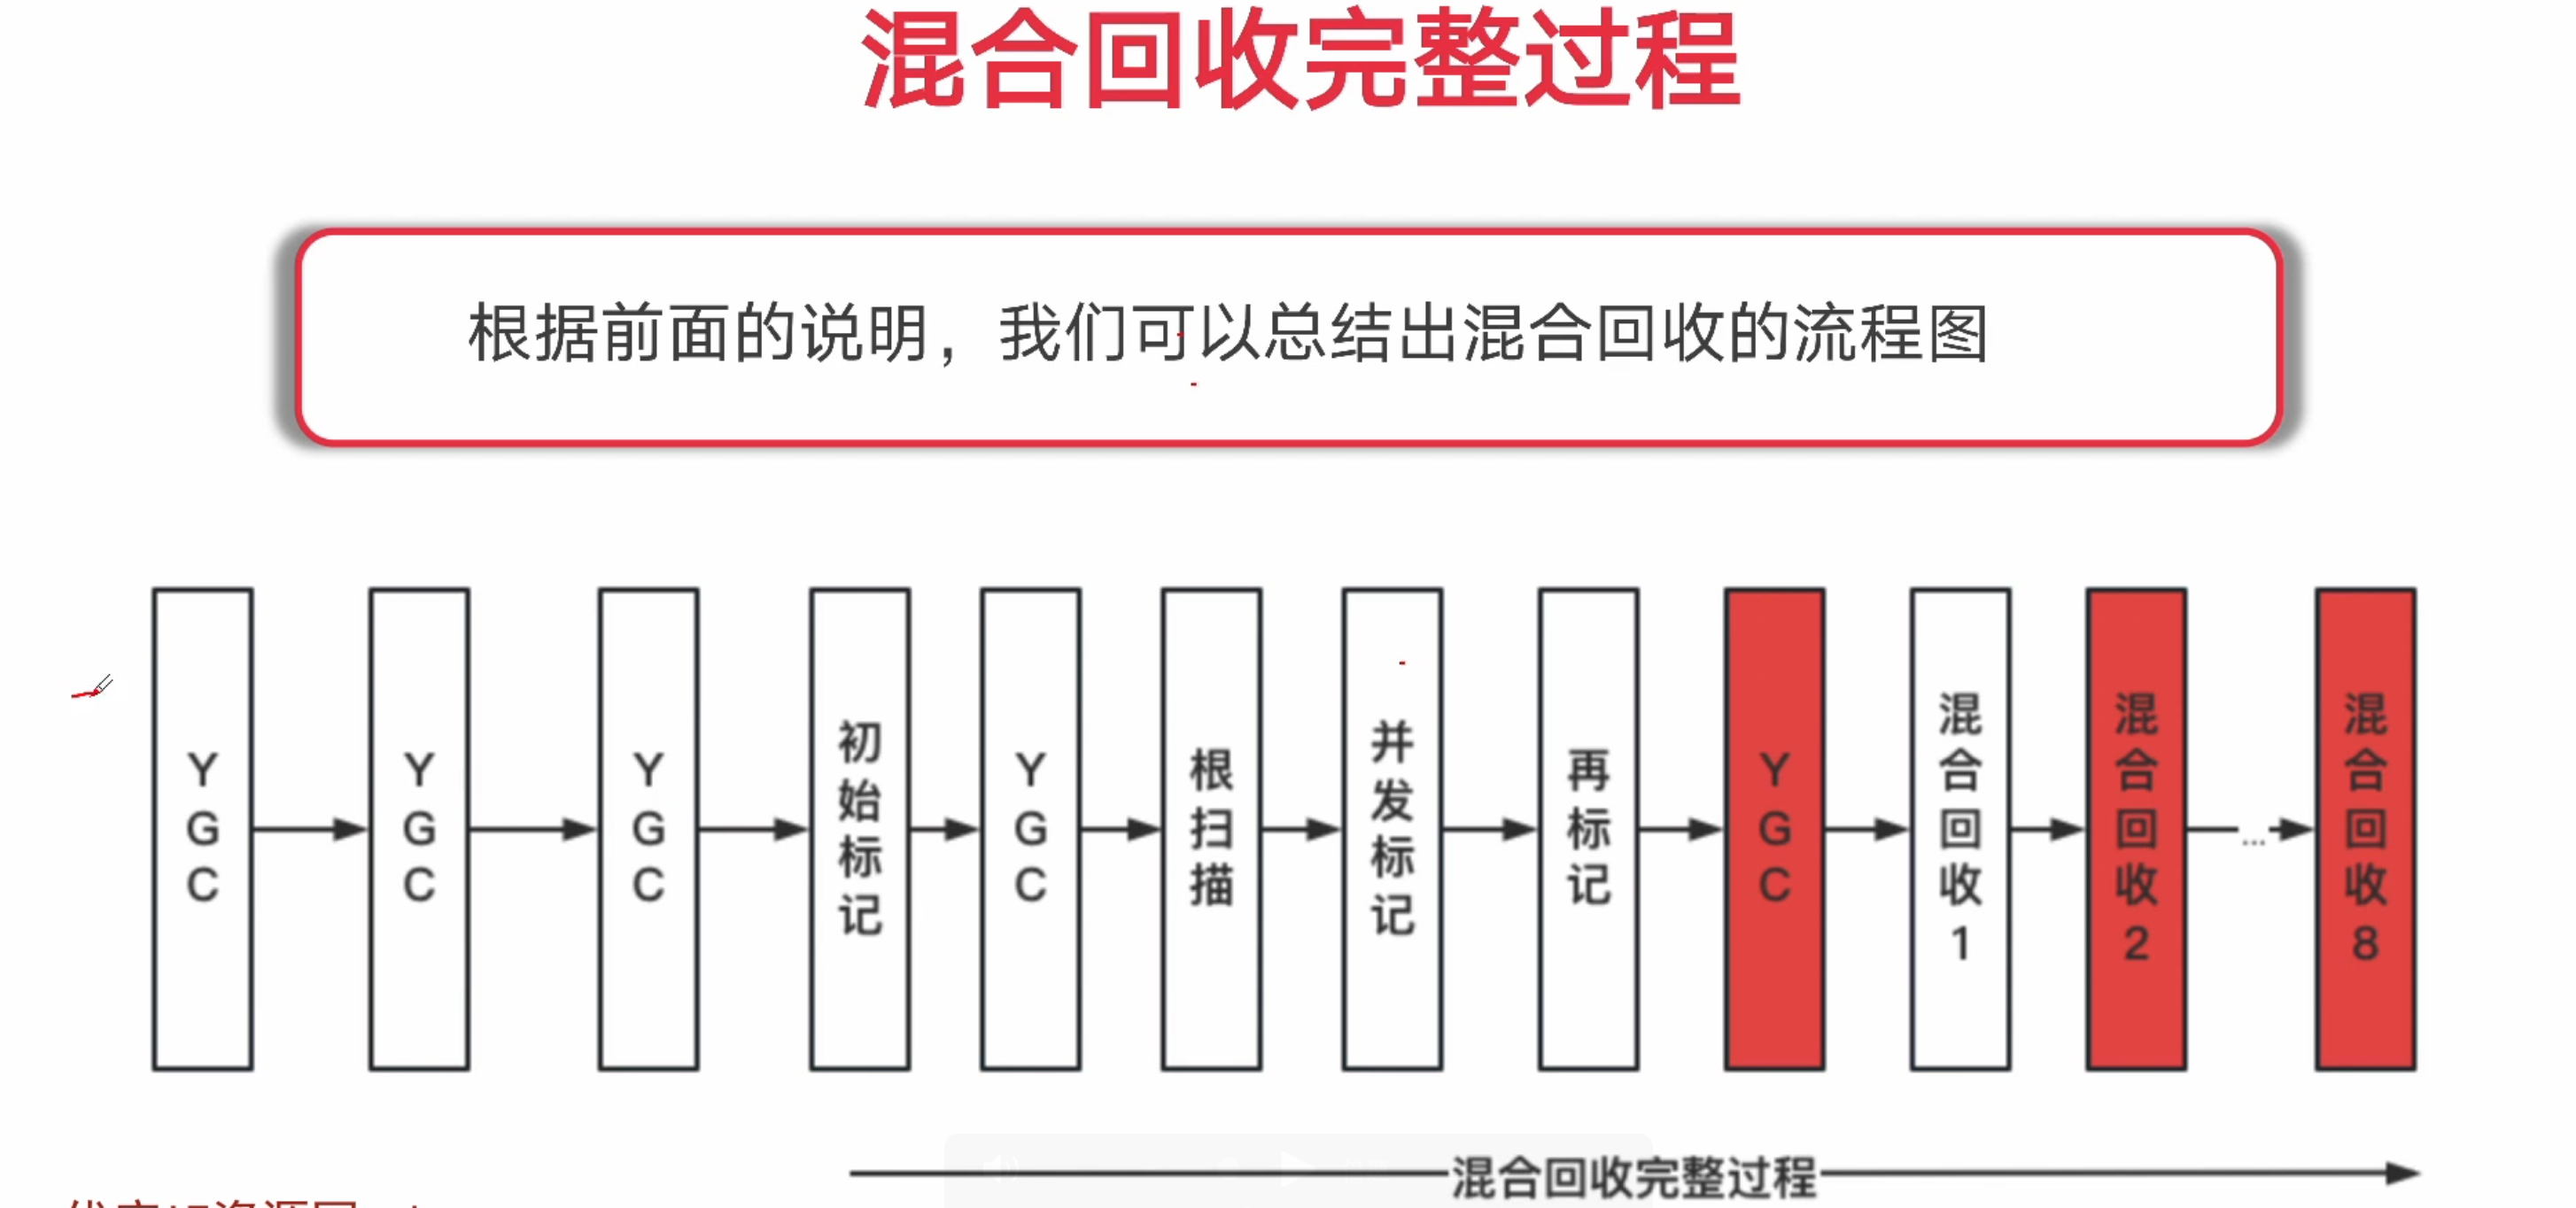 混合回收完整过程
根据前面的说明，我们可以总结出混合回收的流程图
YGC
YGC
YGC
初始标记
YGC
根扫描
并发标记
再标记
YGC
混合回收1
混合回收2
...
混合回收8
混合回收完整过程